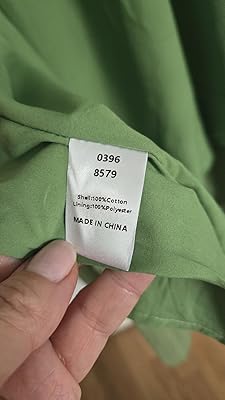 0396
8579
Shell:100%Cotton
Lining:100%Polyester
MADE IN CHINA